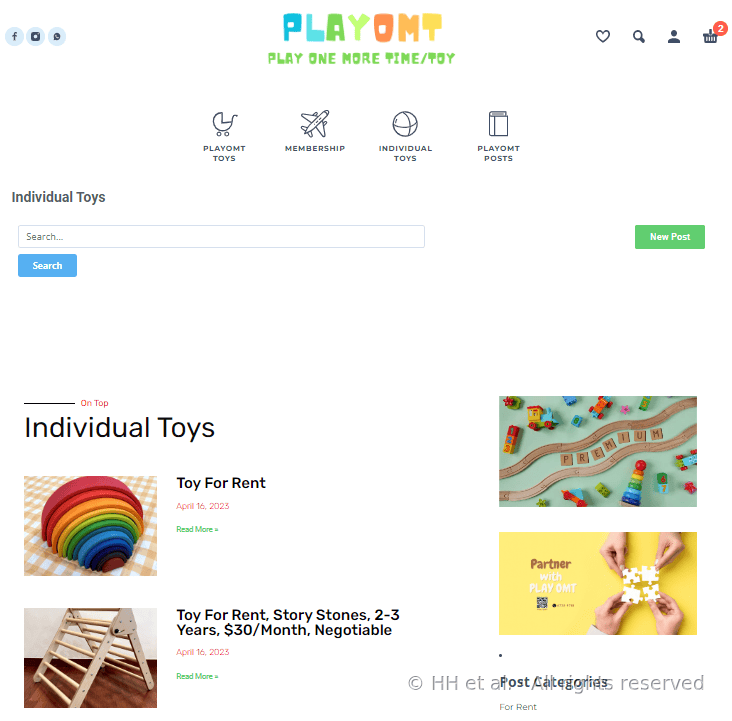 PLAYOMT
PLAY ONE MORE TIME/TOY
2
PLAYOMT
TOYS
MEMBERSHIP
INDIVIDUAL
TOYS
PLAYOMT
POSTS
Individual Toys
Search...
New Post
Search
On Top
Individual Toys
Toy For Rent
April 16, 2023
Read More »
Toy For Rent, Story Stones, 2-3
Years, $30/Month, Negotiable
April 16, 2023
Read More »
PREMIUM
Partner
with
PLAYOMT
Post Categories
© HH et al. - All rights reserved
For Rent